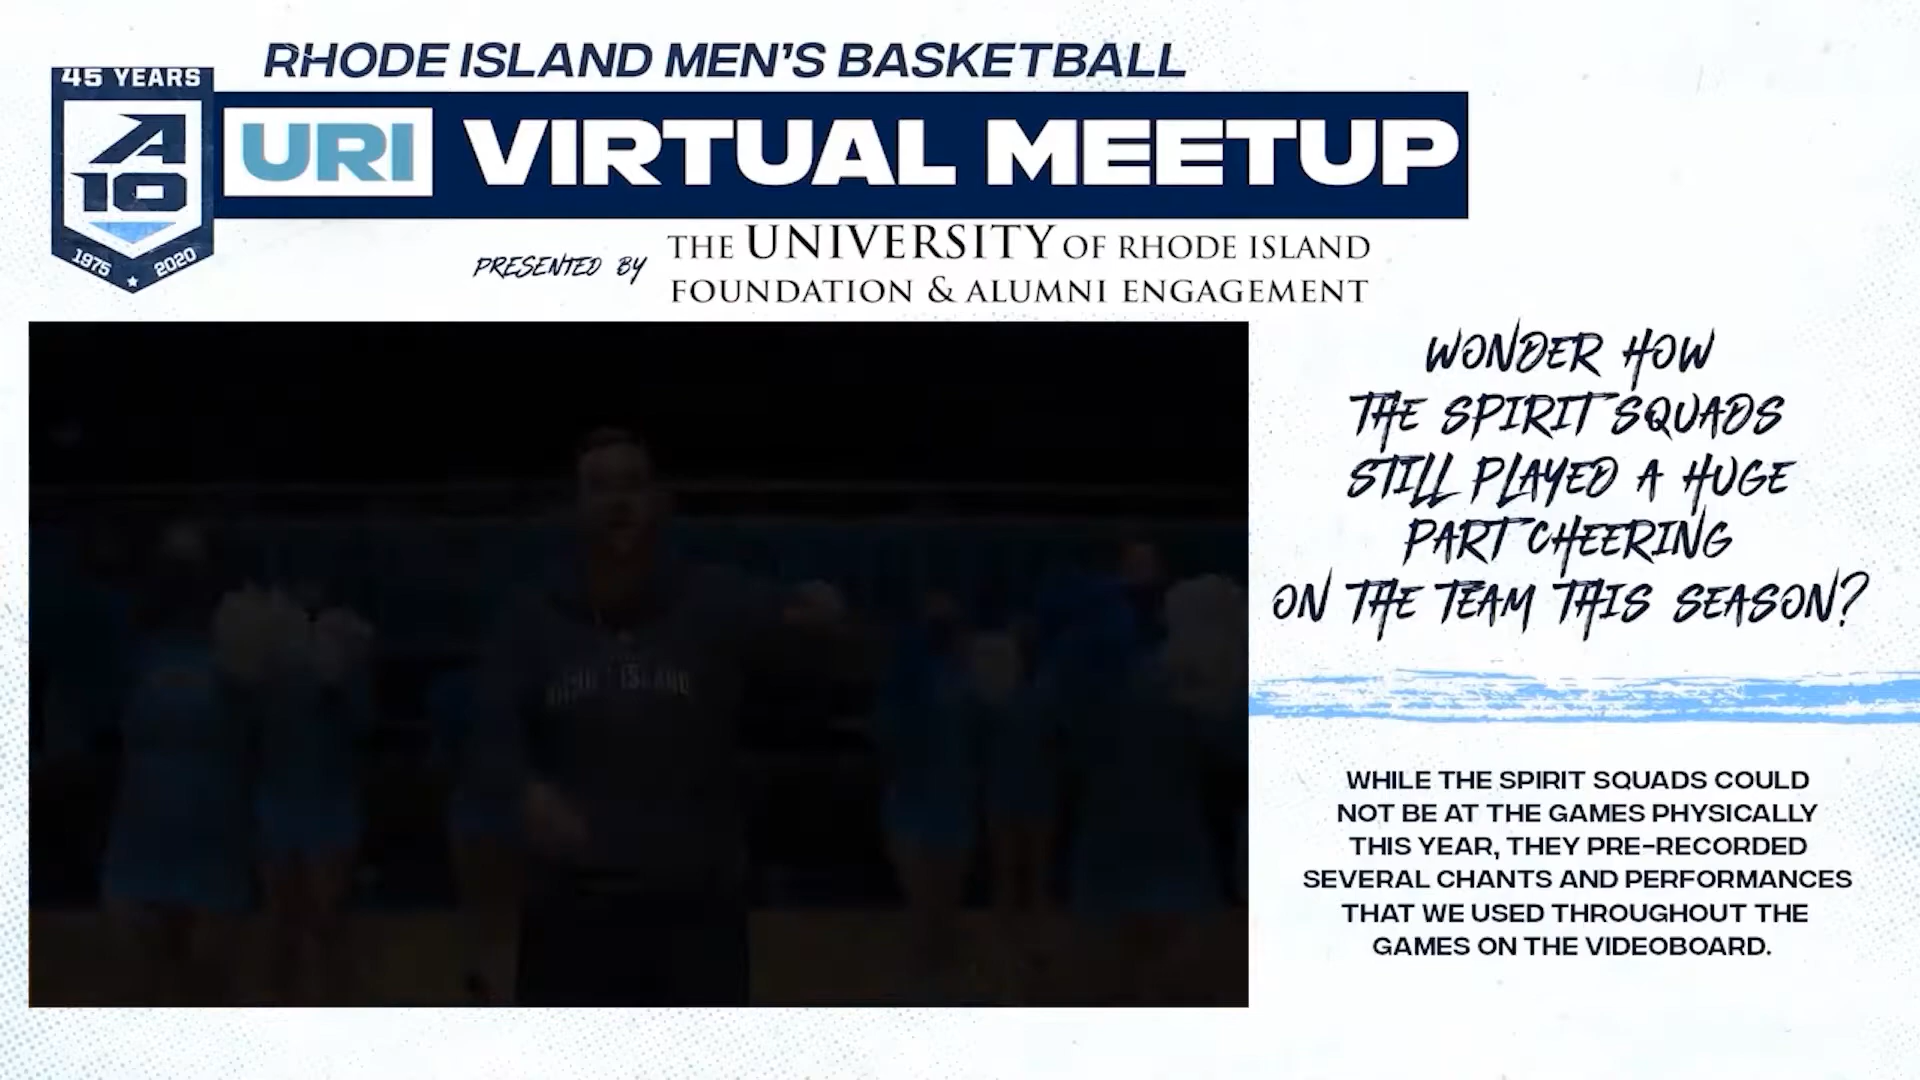 RHODE ISLAND MEN'S BASKETBALL
45 YEARS
A
10
1975 2020
URI VIRTUAL MEETUP
PRESENTED BY
THE UNIVERSITY OF RHODE ISLAND
FOUNDATION & ALUMNI ENGAGEMENT
RHODE ISLAND
WONDER HOW
THE SPIRIT SQUADS
STILL PLAYED A HUGE
PART CHEERING
ON THE TEAM THIS SEASON?
WHILE THE SPIRIT SQUADS COULD
NOT BE AT THE GAMES PHYSICALLY
THIS YEAR, THEY PRE-RECORDED
SEVERAL CHANTS AND PERFORMANCES
THAT WE USED THROUGHOUT THE
GAMES ON THE VIDEOBOARD.